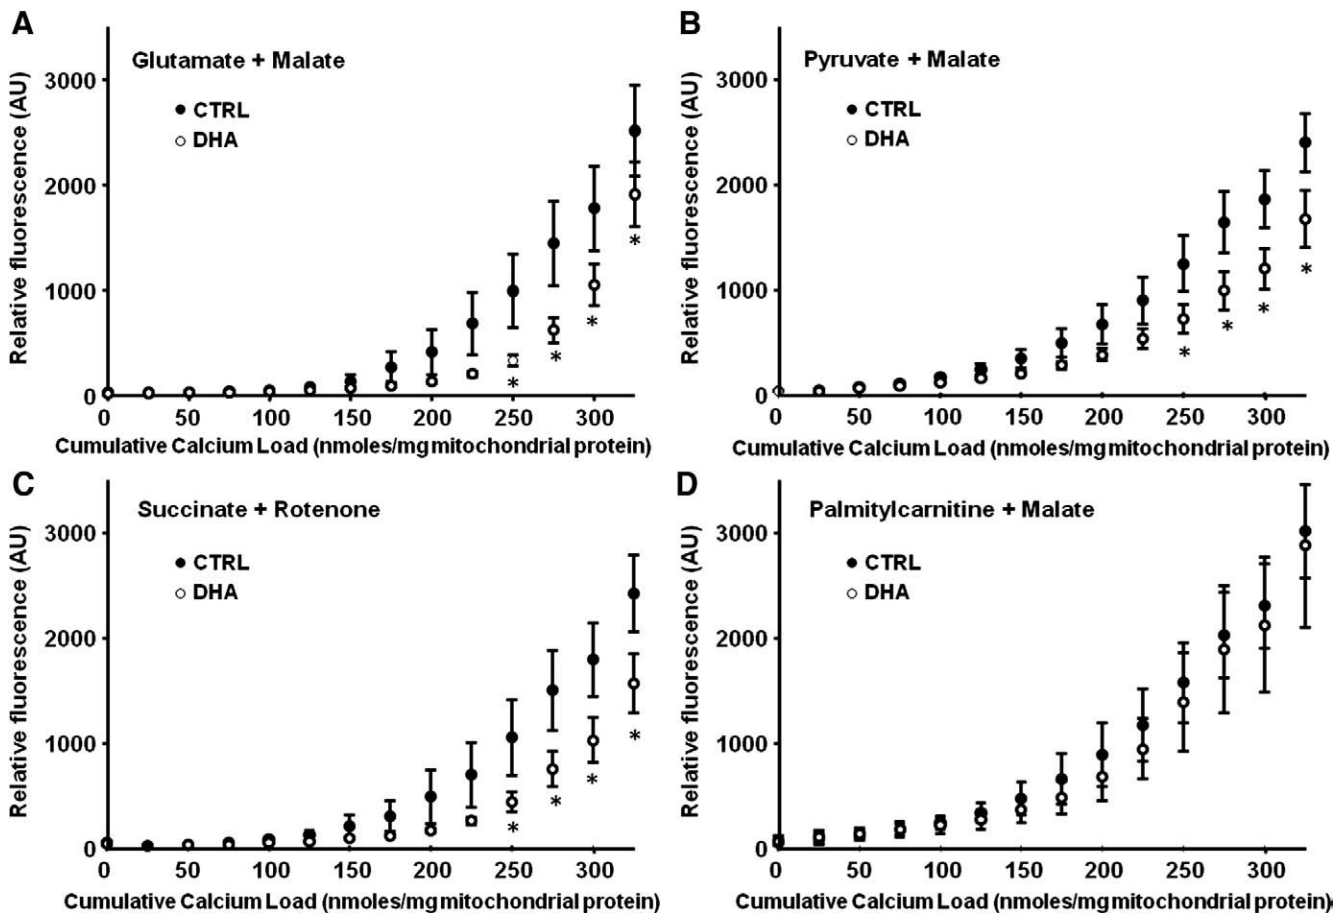 A
Glutamate + Malate
CTRL
DHA
Relative fluorescence (AU)
3000
2000
1000
0
0 50 100 150 200 250 300
* * * *
Cumulative Calcium Load (nmoles/mg mitochondrial protein)
B
Pyruvate + Malate
CTRL
DHA
Relative fluorescence (AU)
3000
2000
1000
0
0 50 100 150 200 250 300
* * * *
Cumulative Calcium Load (nmoles/mg mitochondrial protein)
C
Succinate + Rotenone
CTRL
DHA
Relative fluorescence (AU)
3000
2000
1000
0
0 50 100 150 200 250 300
* * * *
Cumulative Calcium Load (nmoles/mg mitochondrial protein)
D
Palmitylcarnitine + Malate
CTRL
DHA
Relative fluorescence (AU)
3000
2000
1000
0
0 50 100 150 200 250 300
Cumulative Calcium Load (nmoles/mg mitochondrial protein)